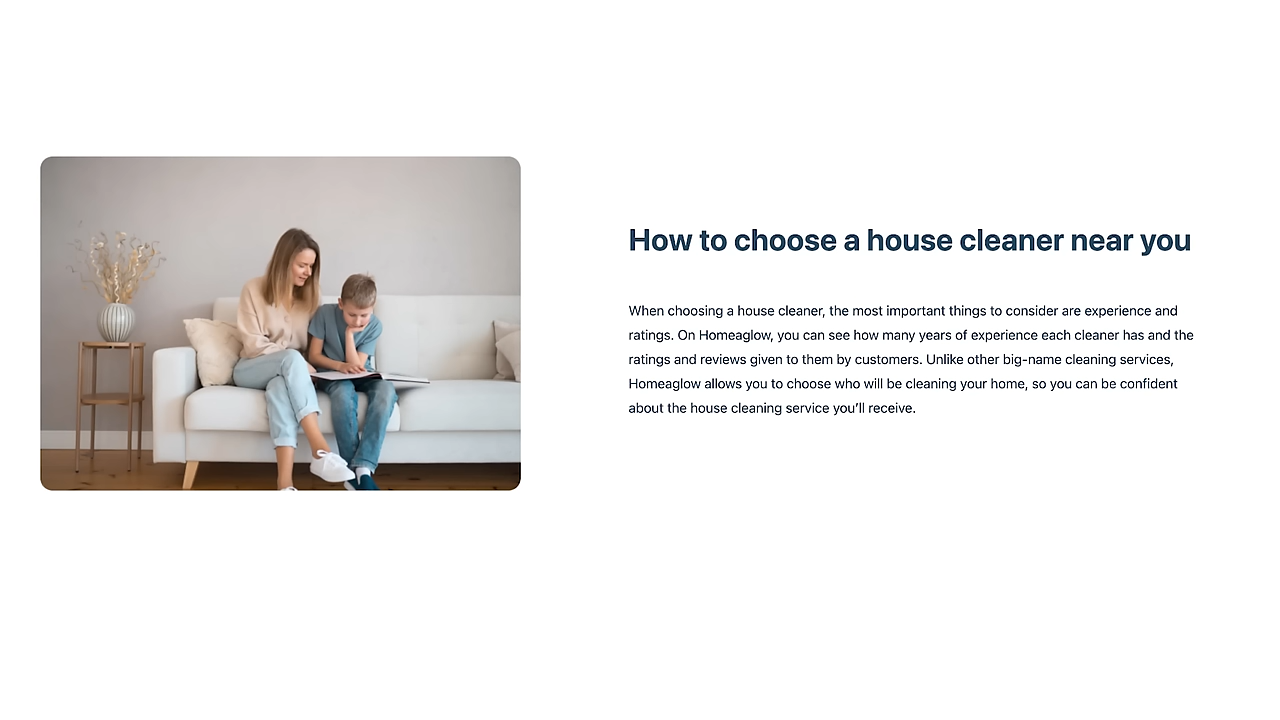 How to choose a house cleaner near you
When choosing a house cleaner, the most important things to consider are experience and
ratings. On Homeaglow, you can see how many years of experience each cleaner has and the
ratings and reviews given to them by customers. Unlike other big-name cleaning services,
Homeaglow allows you to choose who will be cleaning your home, so you can be confident
about the house cleaning service you’ll receive.